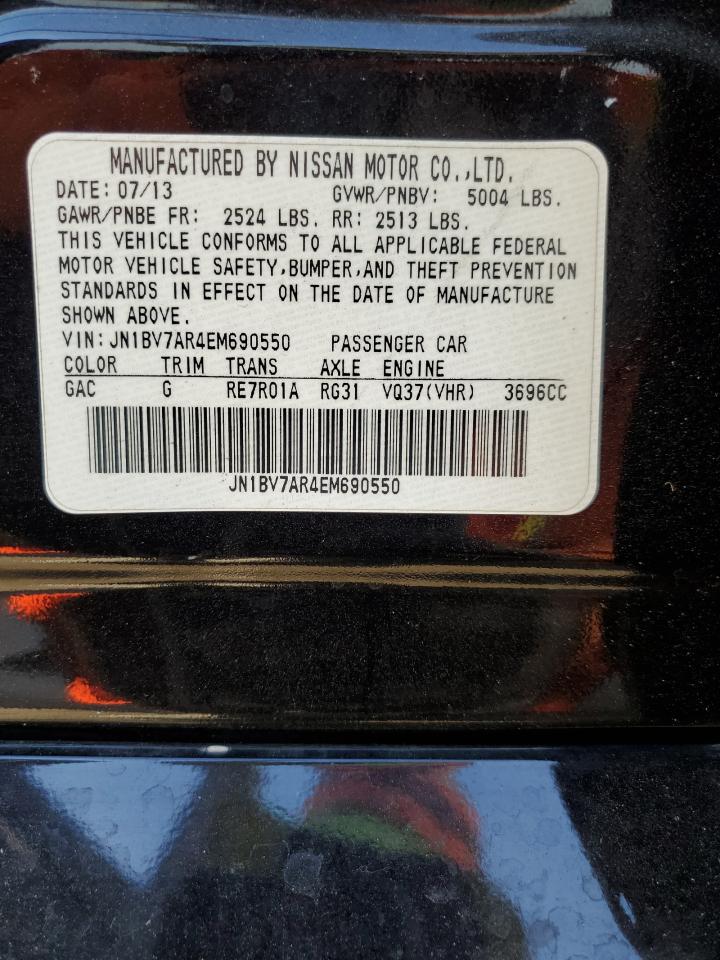 MANUFACTURED BY NISSAN MOTOR CO.,LTD.
DATE: 07/13 GVWR/PNBV: 5004 LBS.
GAWR/PNBE FR: 2524 LBS. RR: 2513 LBS.
THIS VEHICLE CONFORMS TO ALL APPLICABLE FEDERAL
MOTOR VEHICLE SAFETY,BUMPER,AND THEFT PREVENTION
STANDARDS IN EFFECT ON THE DATE OF MANUFACTURE
SHOWN ABOVE.
VIN: JN1BV7AR4EM690550 PASSENGER CAR
COLOR TRIM TRANS AXLE ENGINE
GAC G RE7R01A RG31 VQ37(VHR) 3696CC
JN1BV7AR4EM690550